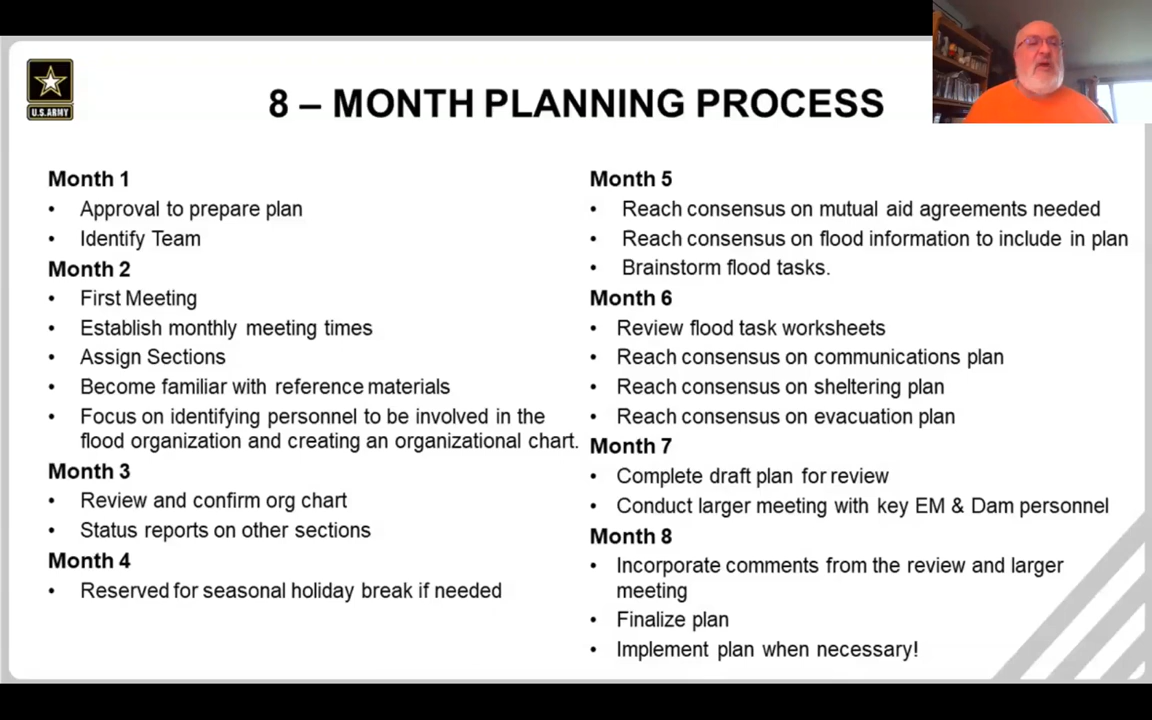 U.S.ARMY
8 – MONTH PLANNING PROCESS
Month 1
• Approval to prepare plan
• Identify Team
Month 2
• First Meeting
• Establish monthly meeting times
• Assign Sections
• Become familiar with reference materials
• Focus on identifying personnel to be involved in the
flood organization and creating an organizational chart.
Month 3
• Review and confirm org chart
• Status reports on other sections
Month 4
• Reserved for seasonal holiday break if needed
Month 5
• Reach consensus on mutual aid agreements needed
• Reach consensus on flood information to include in plan
• Brainstorm flood tasks.
Month 6
• Review flood task worksheets
• Reach consensus on communications plan
• Reach consensus on sheltering plan
• Reach consensus on evacuation plan
Month 7
• Complete draft plan for review
• Conduct larger meeting with key EM & Dam personnel
Month 8
• Incorporate comments from the review and larger
meeting
• Finalize plan
• Implement plan when necessary!